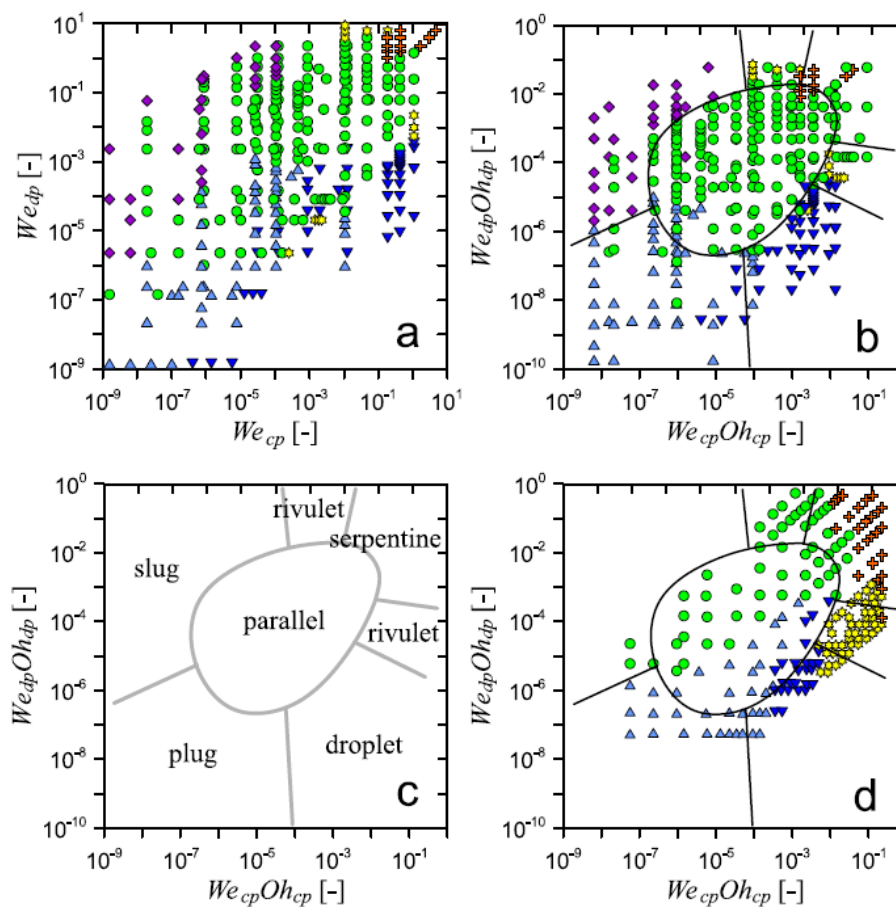 10^1
10^-1
10^-3
10^-5
10^-7
10^-9
We_dp [-]
a
10^-9 10^-7 10^-5 10^-3 10^-1 10^1
We_cp [-]
10^0
10^-2
10^-4
10^-6
10^-8
10^-10
We_dpOh_dp [-]
b
10^-9 10^-7 10^-5 10^-3 10^-1
We_cpOh_cp [-]
10^0
10^-2
10^-4
10^-6
10^-8
10^-10
We_dpOh_dp [-]
rivulet
serpentine
slug
parallel
rivulet
plug
droplet
c
10^-9 10^-7 10^-5 10^-3 10^-1
We_cpOh_cp [-]
10^0
10^-2
10^-4
10^-6
10^-8
10^-10
We_dpOh_dp [-]
d
10^-9 10^-7 10^-5 10^-3 10^-1
We_cpOh_cp [-]